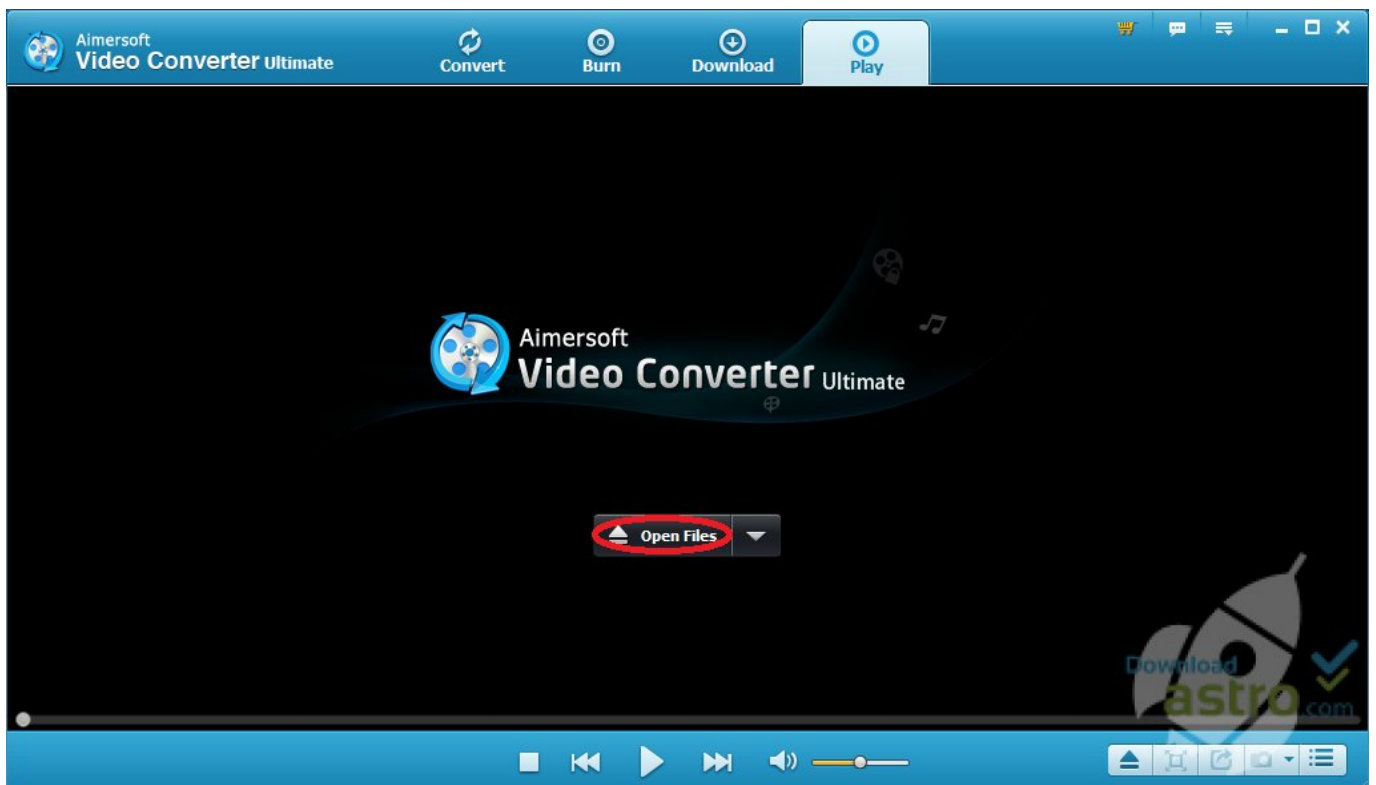 Aimersoft
Video Converter Ultimate
Convert
Burn
Download
Play
Aimersoft
Video Converter Ultimate
Open Files
Download
astro.com